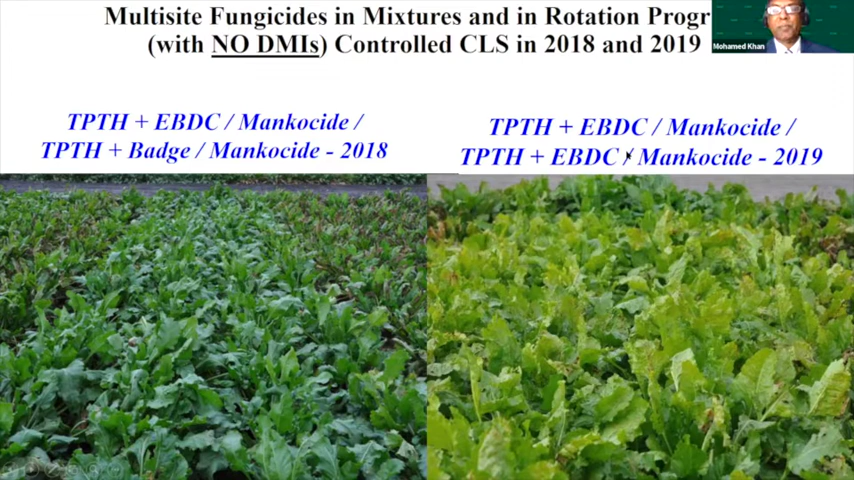 Multisite Fungicides in Mixtures and in Rotation Progr
(with NO DMIs) Controlled CLS in 2018 and 2019
Mohamed Khan
TPTH + EBDC / Mankocide /
TPTH + Badge / Mankocide - 2018
TPTH + EBDC / Mankocide /
TPTH + EBDC / Mankocide - 2019